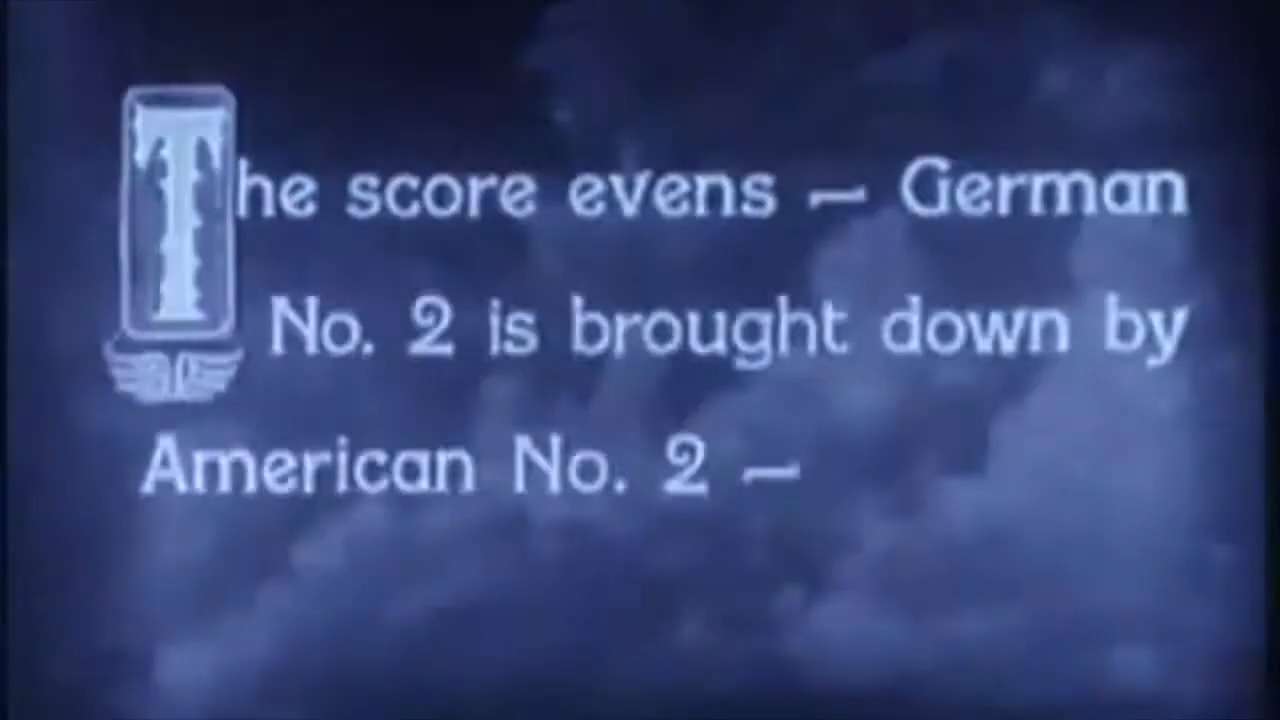 The score evens — German
No. 2 is brought down by
American No. 2 —